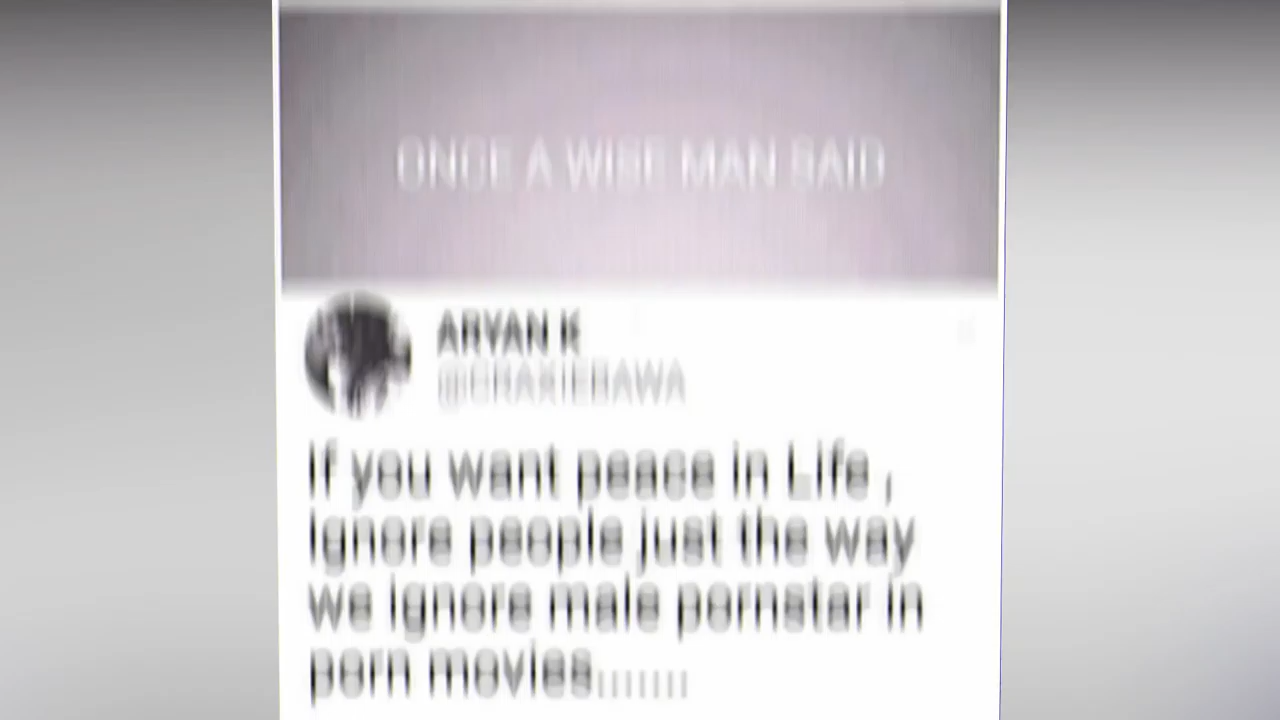 ONCE A WISE MAN SAID
ARYAN K
If you want peace in Life ,
Ignore people just the way
we ignore male pornstar in
porn movies.......